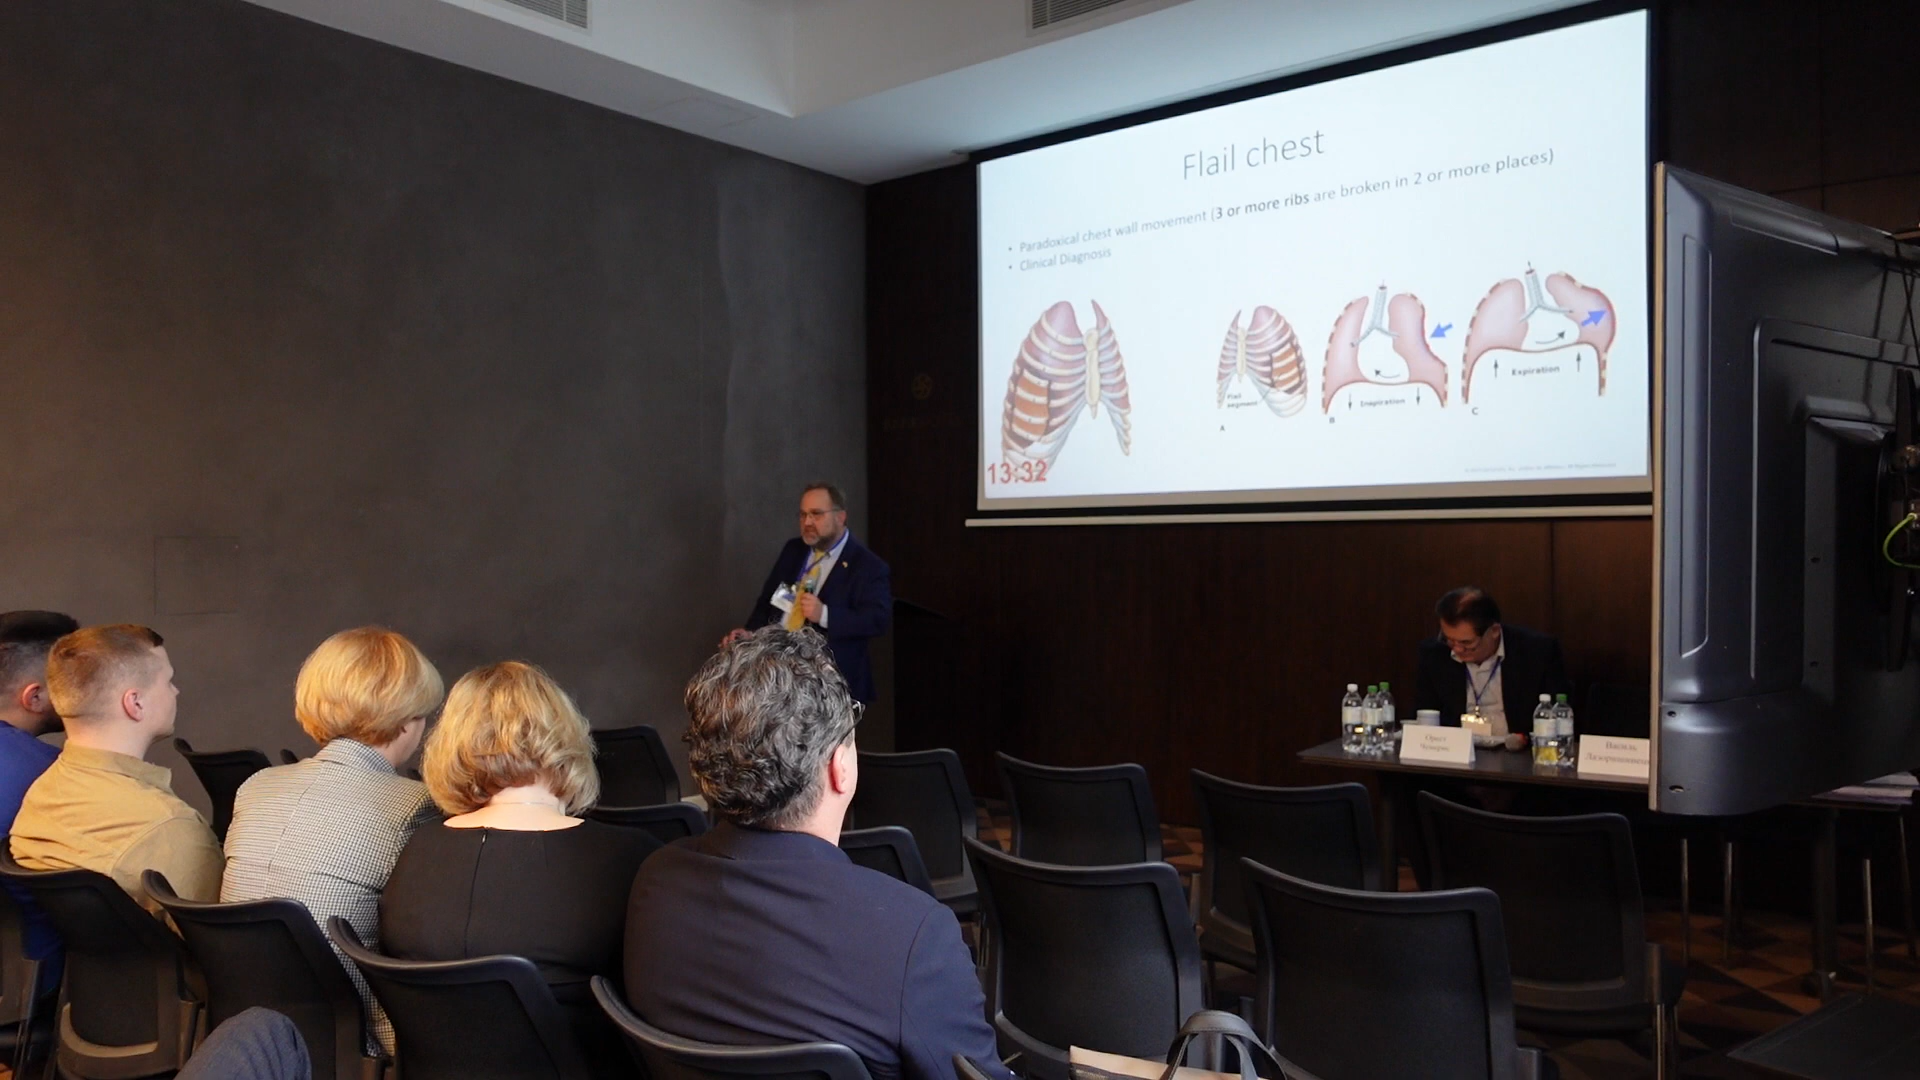 Flail chest
• Paradoxical chest wall movement (3 or more ribs are broken in 2 or more places)
• Clinical Diagnosis
Flail
segment
A
Inspiration
B
Expiration
C
13:32
Орест
Чемерис
Василь